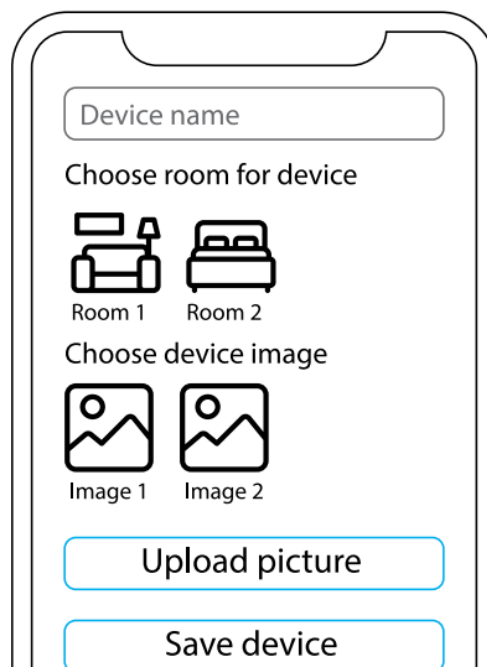 Device name
Choose room for device
Room 1 Room 2
Choose device image
Image 1 Image 2
Upload picture
Save device